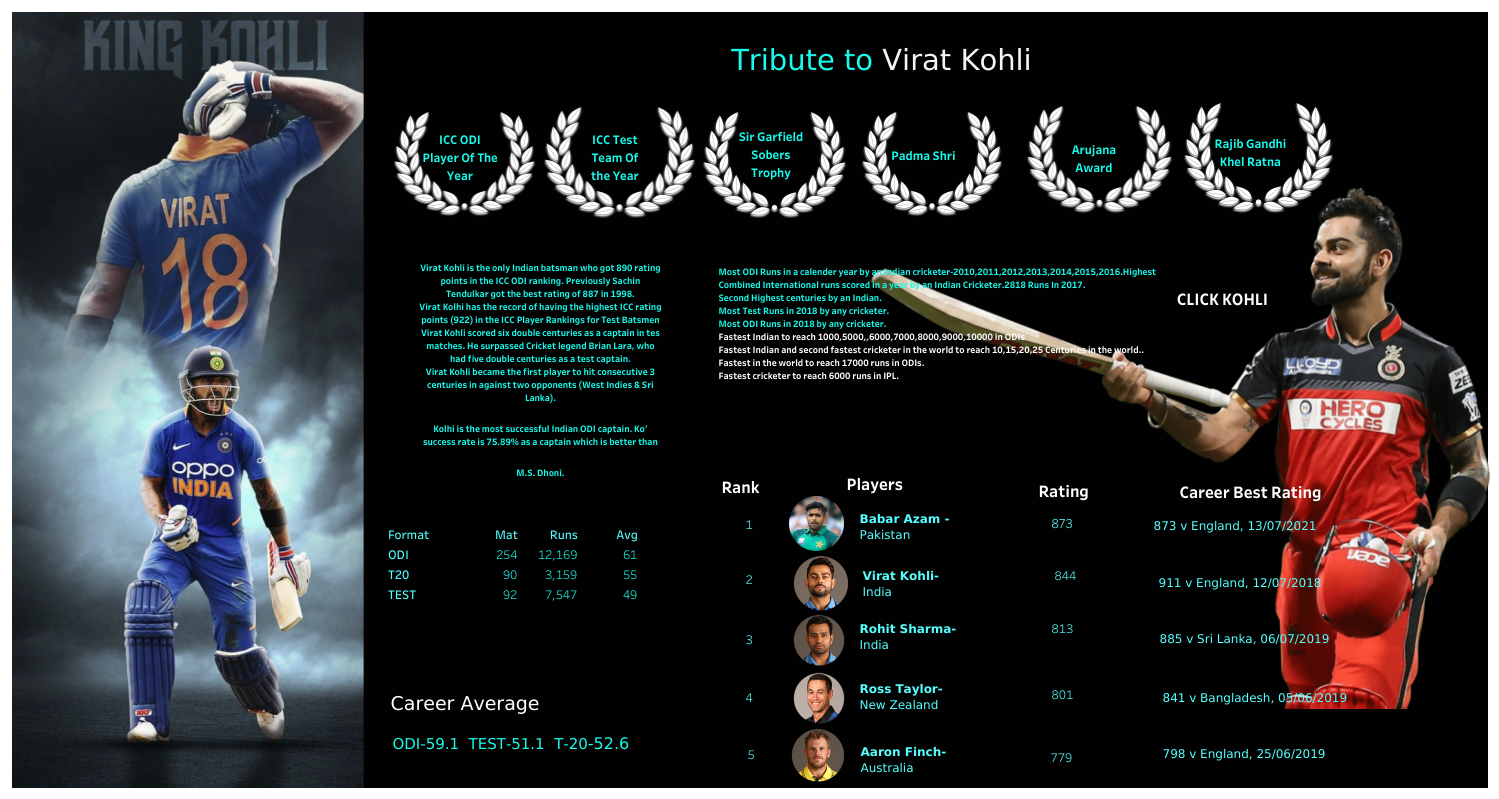 KING KOHLI
VIRAT
18
oppo
INDIA
Tribute to Virat Kohli
ICC ODI
Player Of The
Year
ICC Test
Team Of
the Year
Sir Garfield
Sobers
Trophy
Padma Shri
Arujana
Award
Rajib Gandhi
Khel Ratna
Virat Kohli is the only Indian batsman who got 890 rating
points in the ICC ODI ranking. Previously Sachin
Tendulkar got the best rating of 887 in 1998.
Virat Kolhi has the record of having the highest ICC rating
points (922) in the ICC Player Rankings for Test Batsmen
Virat Kohli scored six double centuries as a captain in tes
matches. He surpassed Cricket legend Brian Lara, who
had five double centuries as a test captain.
Virat Kohli became the first player to hit consecutive 3
centuries in against two opponents (West Indies & Sri
Lanka).
Kolhi is the most successful Indian ODI captain. Ko’
success rate is 75.89% as a captain which is better than
M.S. Dhoni.
Most ODI Runs in a calender year by an Indian cricketer-2010,2011,2012,2013,2014,2015,2016.Highest
Combined International runs scored in a year by an Indian Cricketer.2818 Runs In 2017.
Second Highest centuries by an Indian.
Most Test Runs in 2018 by any cricketer.
Most ODI Runs in 2018 by any cricketer.
Fastest Indian to reach 1000,5000,,6000,7000,8000,9000,10000 in ODIs
Fastest Indian and second fastest cricketer in the world to reach 10,15,20,25 Centuries in the world..
Fastest in the world to reach 17000 runs in ODIs.
Fastest cricketer to reach 6000 runs in IPL.
CLICK KOHLI
LLOYD
HERO
CYCLES
acer
Format Mat Runs Avg
ODI 254 12,169 61
T20 90 3,159 55
TEST 92 7,547 49
Career Average
ODI-59.1 TEST-51.1 T-20-52.6
Rank Players Rating Career Best Rating
1 Babar Azam - 873 873 v England, 13/07/2021
Pakistan
2 Virat Kohli- 844 911 v England, 12/07/2018
India
3 Rohit Sharma- 813 885 v Sri Lanka, 06/07/2019
India
4 Ross Taylor- 801 841 v Bangladesh, 05/06/2019
New Zealand
5 Aaron Finch- 779 798 v England, 25/06/2019
Australia